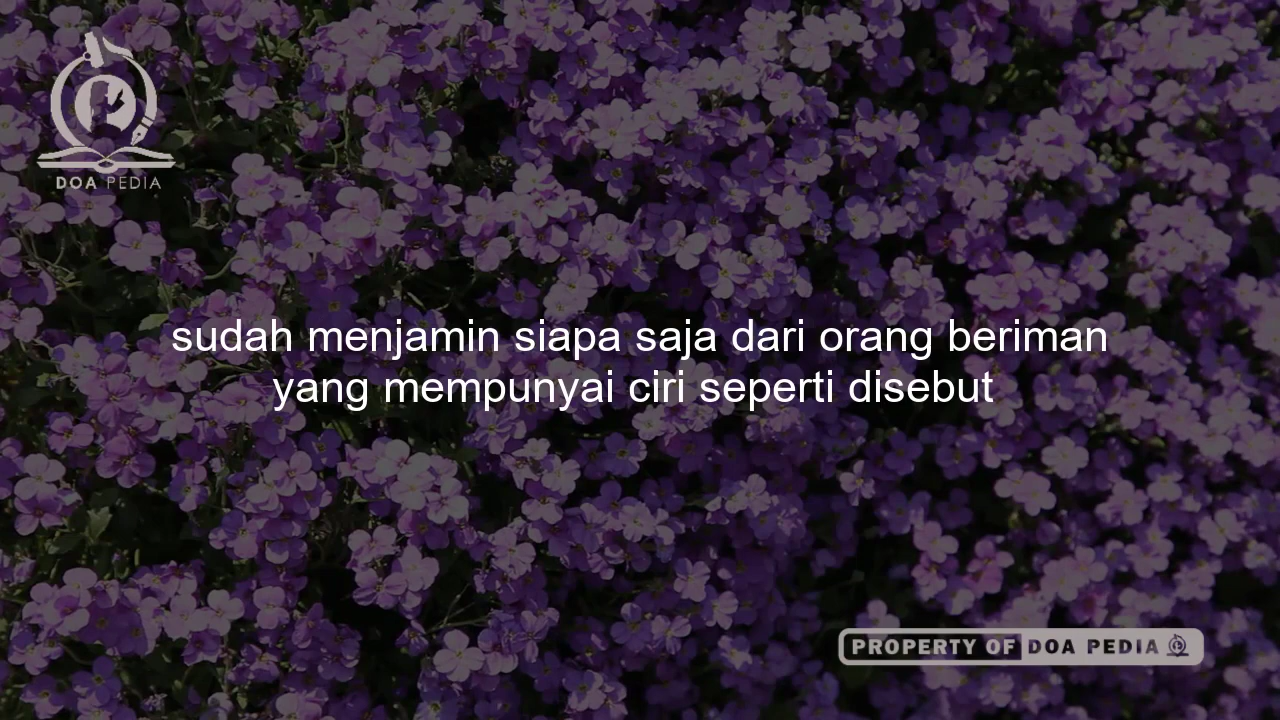 DOA PEDIA
sudah menjamin siapa saja dari orang beriman
yang mempunyai ciri seperti disebut
PROPERTY OF DOA PEDIA